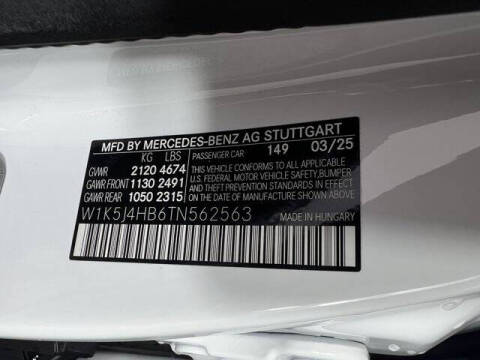 MFD BY MERCEDES-BENZ AG STUTTGART
KG LBS PASSENGER CAR 149 03/25
GVWR 2120 4674 THIS VEHICLE CONFORMS TO ALL APPLICABLE
GAWR FRONT 1130 2491 U.S. FEDERAL MOTOR VEHICLE SAFETY, BUMPER
GAWR REAR 1050 2315 AND THEFT PREVENTION STANDARDS IN EFFECT
ON THE DATE OF MANUFACTURE SHOWN ABOVE.
W1K5J4HB6TN562563 MADE IN HUNGARY